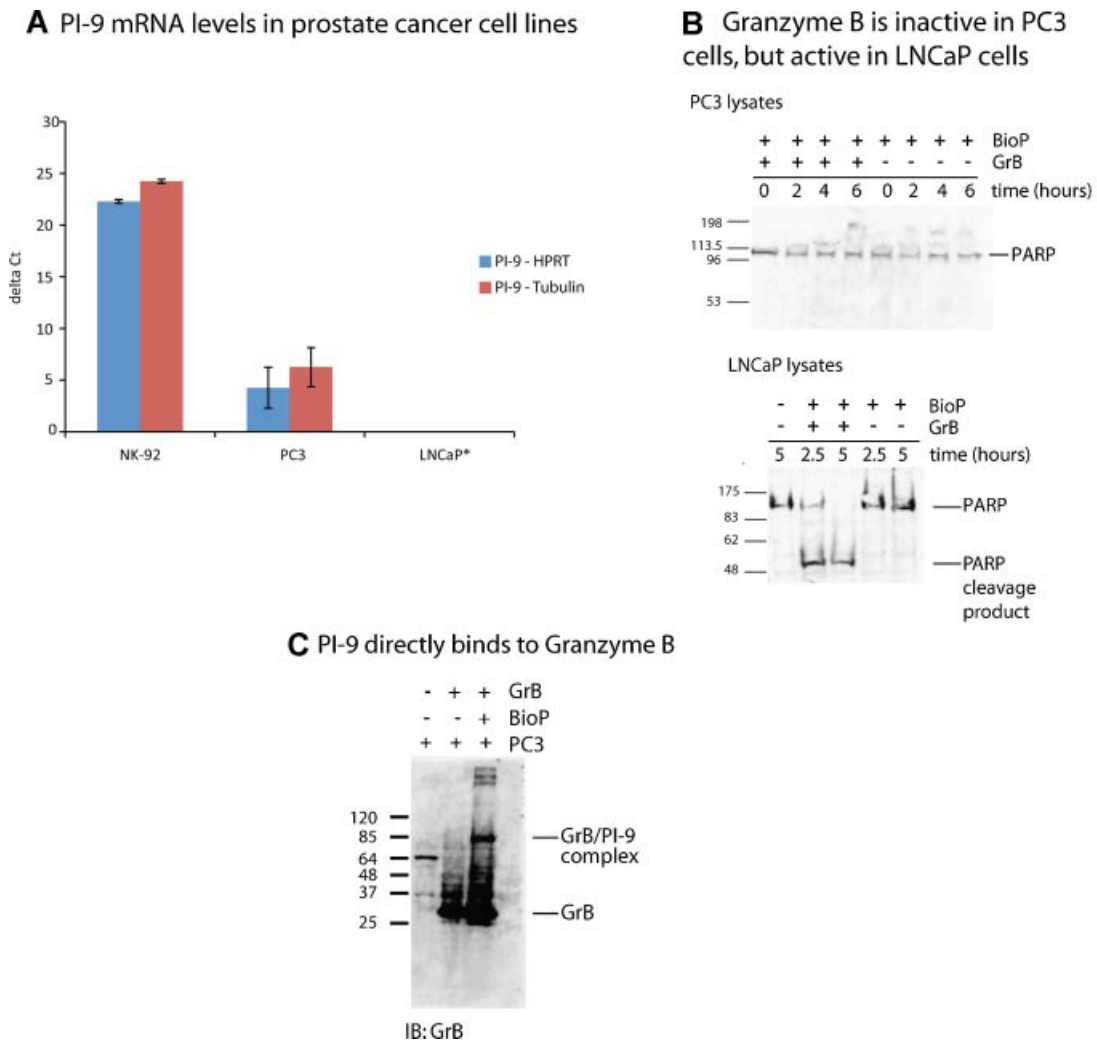 A PI-9 mRNA levels in prostate cancer cell lines
30
25
20
15
10
5
0
delta Ct
NK-92 PC3 LNCaP*
PI-9 - HPRT
PI-9 - Tubulin
B Granzyme B is inactive in PC3
cells, but active in LNCaP cells
PC3 lysates
+ + + + + + + + BioP
+ + + + - - - - GrB
0 2 4 6 0 2 4 6 time (hours)
198
113.5
96
53
PARP
LNCaP lysates
- + + + + BioP
- + + - - GrB
5 2.5 5 2.5 5 time (hours)
175
83
62
48
PARP
PARP
cleavage
product
C PI-9 directly binds to Granzyme B
- + + GrB
- - + BioP
+ + + PC3
120
85
64
48
37
25
GrB/PI-9
complex
GrB
IB: GrB